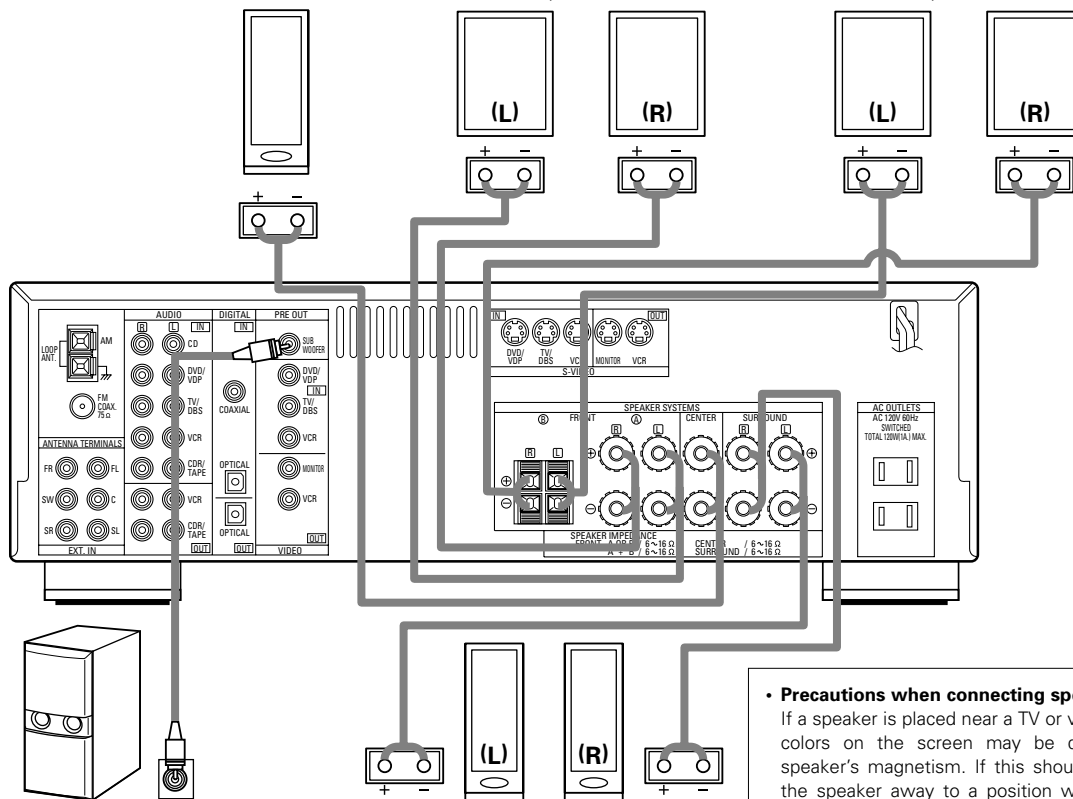 (L) (R) (L) (R)
+ − + − + − + −
+ −
AUDIO DIGITAL PRE OUT
R L IN IN
LOOP ANT.
AM
CD
SUB WOOFER
DVD/ VDP
DVD/ VDP
IN
FM COAX. 75Ω
TV/ DBS
COAXIAL
TV/ DBS
ANTENNA TERMINALS
VCR
VCR
FR FL
CDR/ TAPE
OPTICAL
MONITOR
SW C
VCR
VCR
SR SL
CDR/ TAPE
OPTICAL
EXT. IN
OUT OUT
OUT
VIDEO
IN OUT
DVD/ VDP
TV/ DBS
MONITOR VCR
S-VIDEO
SPEAKER SYSTEMS
B FRONT A CENTER SURROUND
R L R L
R L
⊕ ⊕ ⊕
⊖ ⊖ ⊖
SPEAKER IMPEDANCE
FRONT A OR B / 6~16 Ω CENTER / 6~16 Ω
A + B / 6~16 Ω SURROUND / 6~16 Ω
AC OUTLETS
AC 120V 60Hz
SWITCHED
TOTAL 120W(1A.) MAX.
(L) (R)
+ − + −
• Precautions when connecting
If a speaker is placed near a TV or
colors on the screen may be
speaker's magnetism. If this
the speaker away to a position